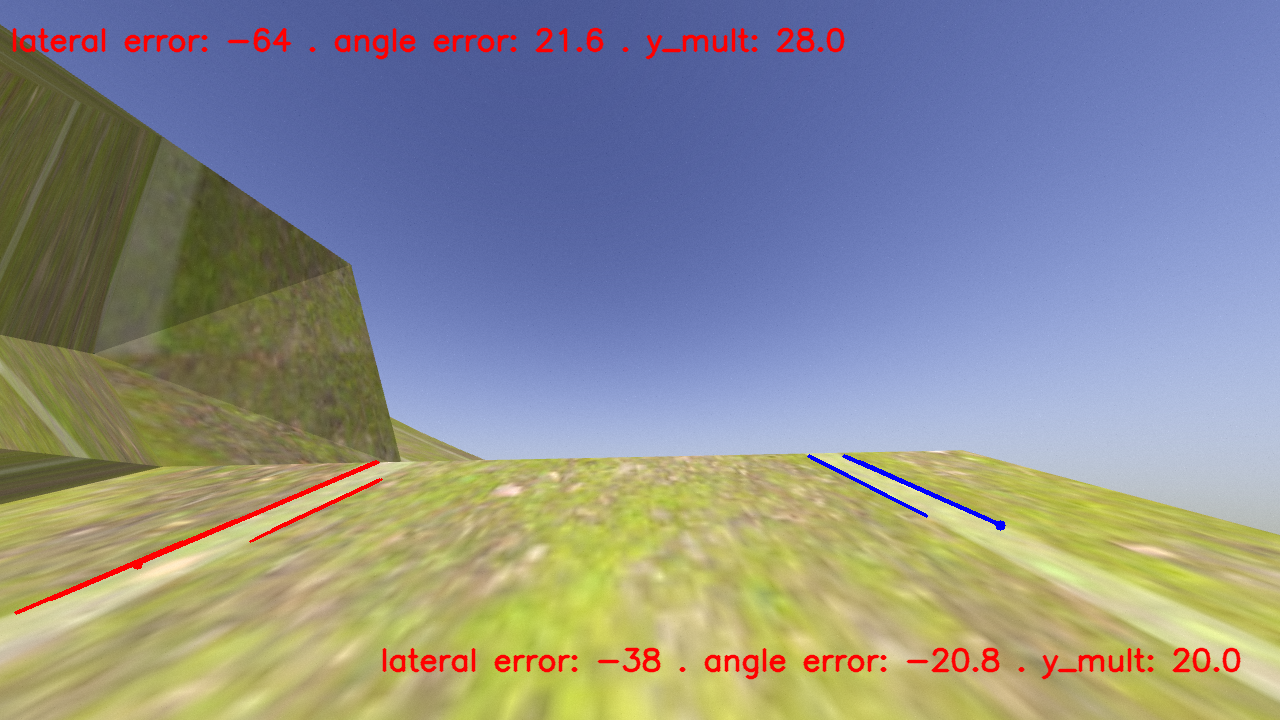 lateral error: -64 . angle error: 21.6 . y_mult: 28.0
lateral error: -38 . angle error: -20.8 . y_mult: 20.0